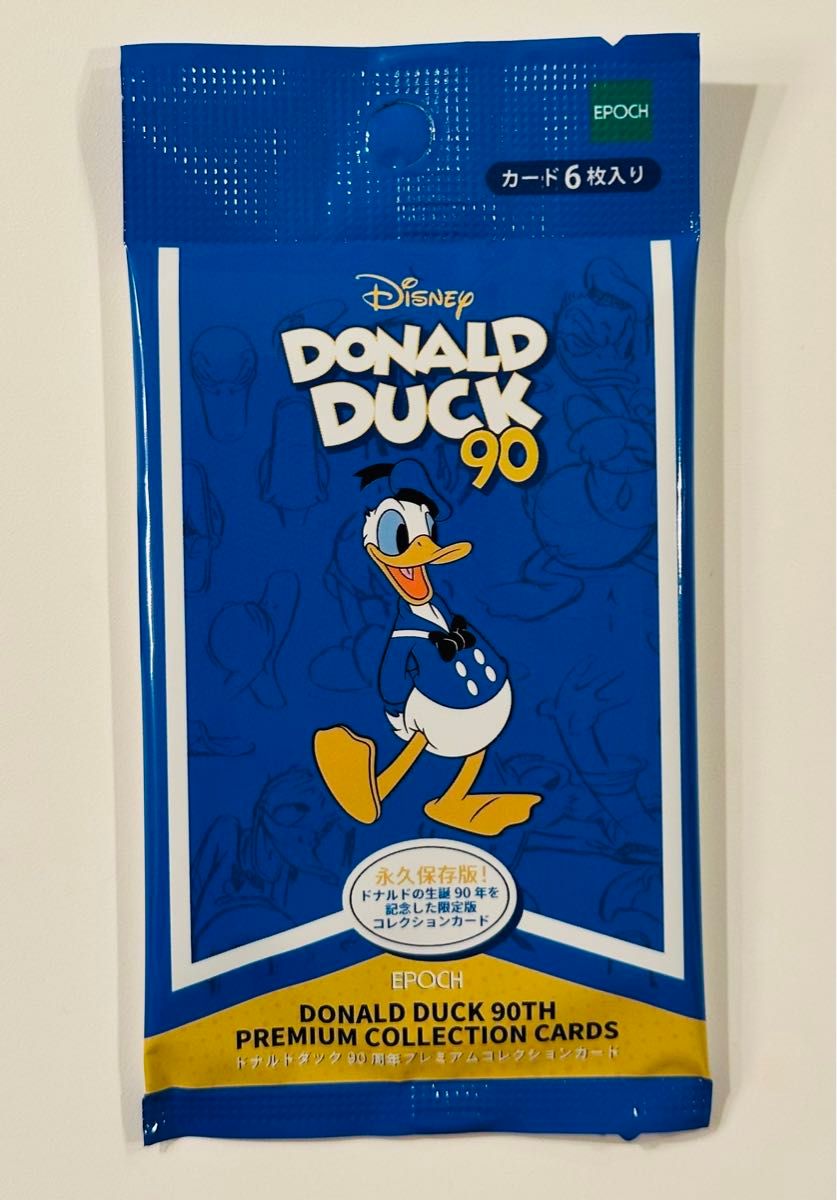 EPOCH
カード6枚入り
Disney
DONALD
DUCK
90
永久保存版!
ドナルドの生誕90年を
記念した限定版
コレクションカード
EPOCH
DONALD DUCK 90TH
PREMIUM COLLECTION CARDS
ドナルドダック90周年プレミアムコレクションカード